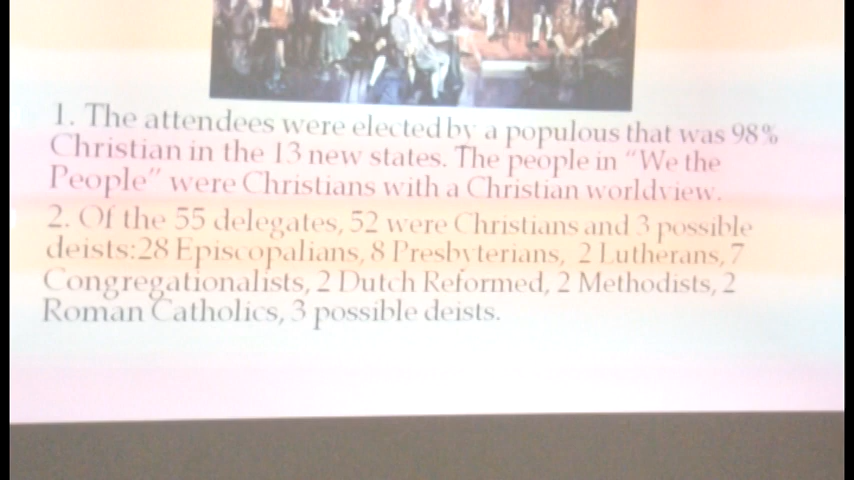 1. The attendees were elected by a populous that was 98%
Christian in the 13 new states. The people in “We the
People” were Christians with a Christian worldview.
2. Of the 55 delegates, 52 were Christians and 3 possible
deists:28 Episcopalians, 8 Presbyterians, 2 Lutherans, 7
Congregationalists, 2 Dutch Reformed, 2 Methodists, 2
Roman Catholics, 3 possible deists.